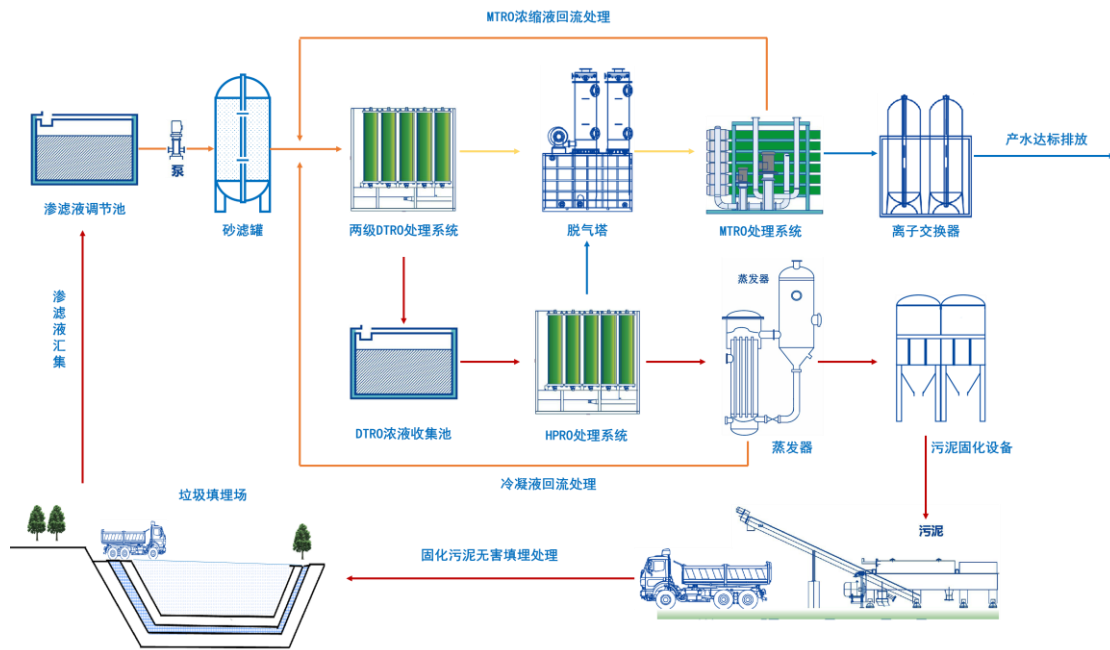 MTRO浓缩液回流处理
产水达标排放
泵
渗滤液调节池
砂滤罐
两级DTRO处理系统
脱气塔
MTRO处理系统
离子交换器
蒸发器
渗滤液汇集
DTRO浓液收集池
HPRO处理系统
蒸发器
污泥固化设备
冷凝液回流处理
垃圾填埋场
污泥
固化污泥无害填埋处理